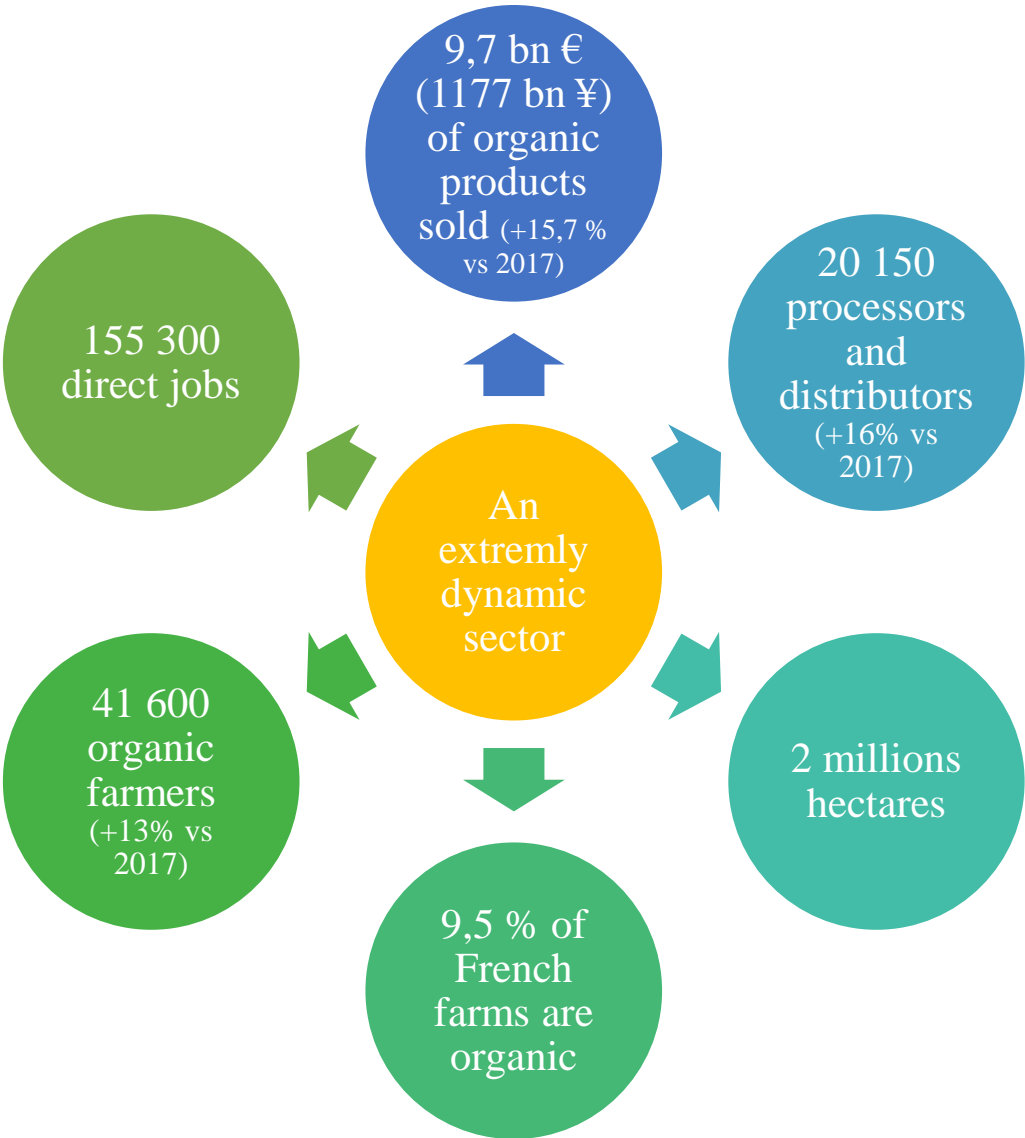 9,7 bn €
(1177 bn ¥)
of organic
products
sold (+15,7 %
vs 2017)
20 150
processors
and
distributors
(+16% vs
2017)
2 millions
hectares
9,5 % of
French
farms are
organic
41 600
organic
farmers
(+13% vs
2017)
155 300
direct jobs
An
extremly
dynamic
sector